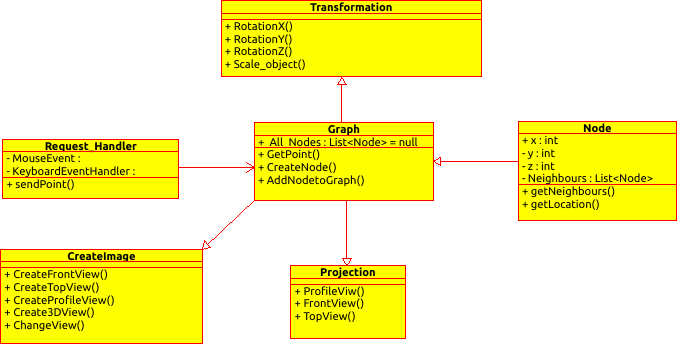 Transformation
+ RotationX()
+ RotationY()
+ RotationZ()
+ Scale_object()
Graph
+ All_Nodes : List<Node> = null
+ GetPoint()
+ CreateNode()
+ AddNodetoGraph()
Request_Handler
- MouseEvent :
- KeyboardEventHandler :
+ sendPoint()
Node
+ x : int
- y : int
- z : int
- Neighbours : List<Node>
+ getNeighbours()
+ getLocation()
CreateImage
+ CreateFrontView()
+ CreateTopView()
+ CreateProfileView()
+ Create3DView()
+ ChangeView()
Projection
+ ProfileViw()
+ FrontView()
+ TopView()